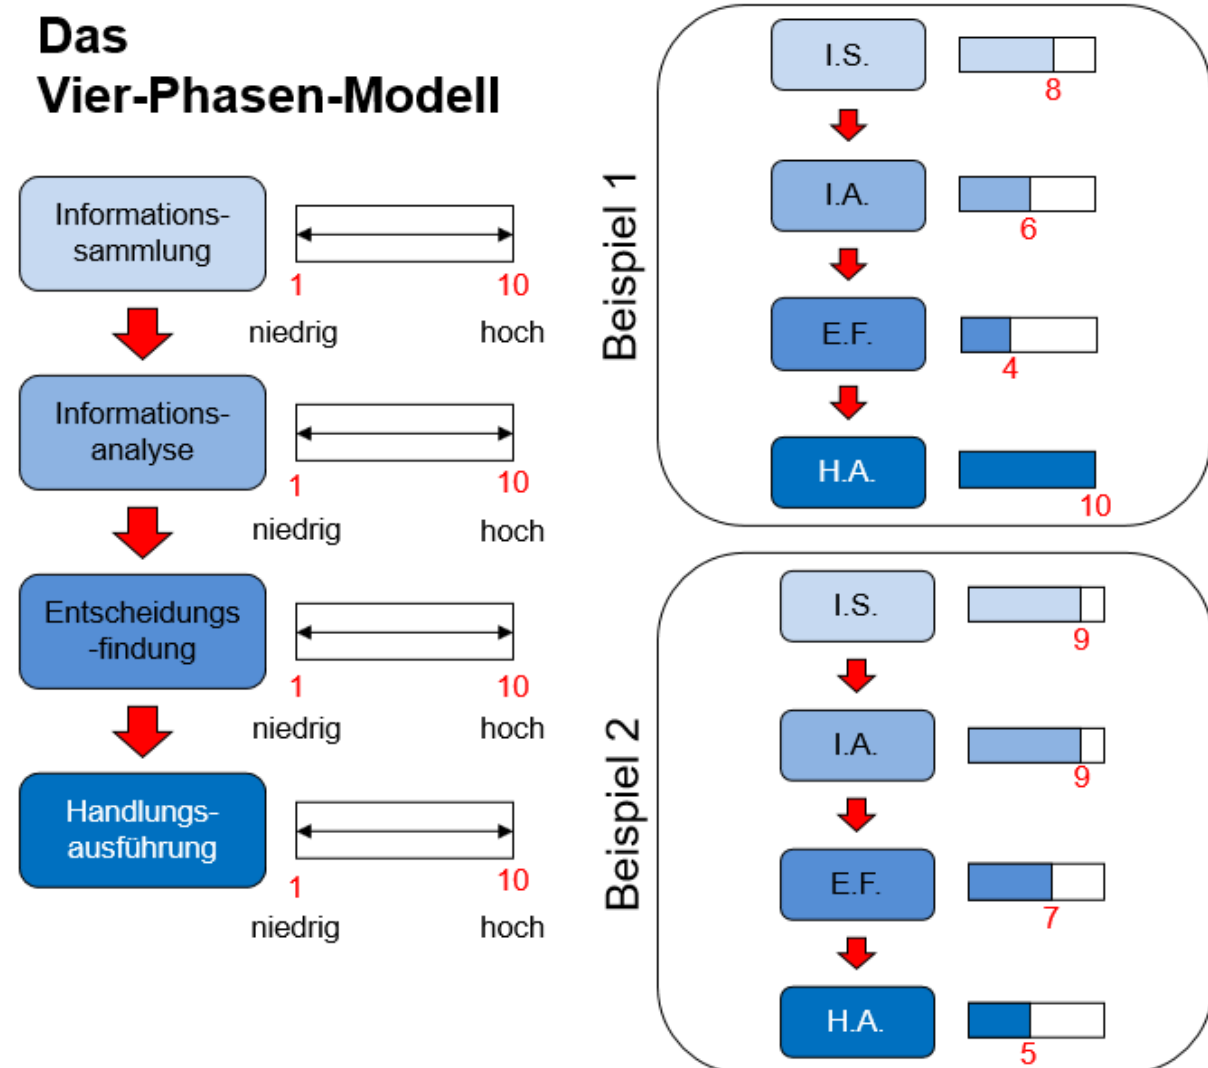 Das
Vier-Phasen-Modell
Informations-
sammlung
1
10
niedrig
hoch
Informations-
analyse
1
10
niedrig
hoch
Entscheidungs
-findung
1
10
niedrig
hoch
Handlungs-
ausführung
1
10
niedrig
hoch
Beispiel 1
I.S.
8
I.A.
6
E.F.
4
H.A.
10
Beispiel 2
I.S.
9
I.A.
9
E.F.
7
H.A.
5